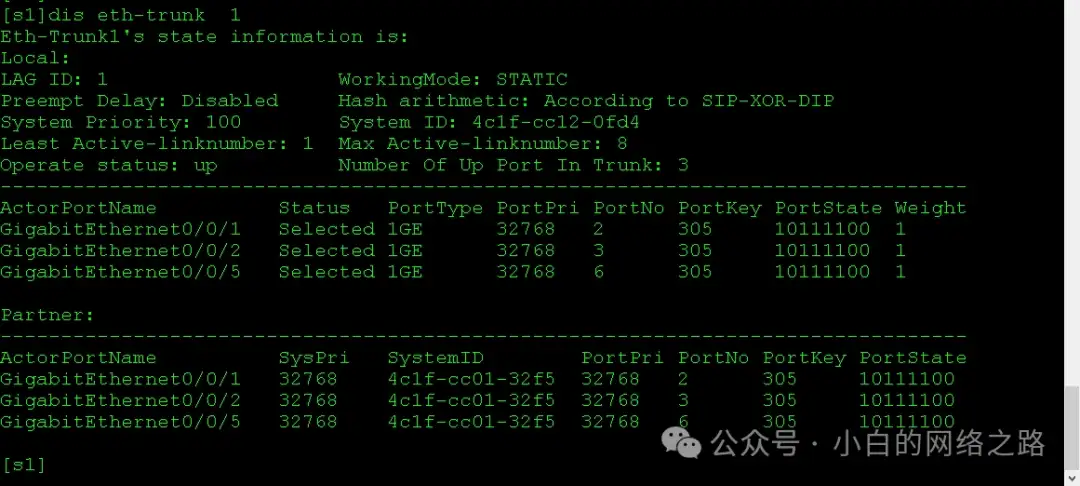 [s1]dis eth-trunk  1
Eth-Trunk1's state information is:
Local:
LAG ID: 1                   WorkingMode: STATIC
Preempt Delay: Disabled     Hash arithmetic: According to SIP-XOR-DIP
System Priority: 100        System ID: 4c1f-cc12-0fd4
Least Active-linknumber: 1  Max Active-linknumber: 8
Operate status: up          Number Of Up Port In Trunk: 3
--------------------------------------------------------------------------------
ActorPortName          Status   PortType PortPri PortNo PortKey PortState Weight
GigabitEthernet0/0/1   Selected 1GE      32768   2      305     10111100  1
GigabitEthernet0/0/2   Selected 1GE      32768   3      305     10111100  1
GigabitEthernet0/0/5   Selected 1GE      32768   6      305     10111100  1
Partner:
--------------------------------------------------------------------------------
ActorPortName          SysPri   SystemID        PortPri PortNo PortKey PortState
GigabitEthernet0/0/1   32768    4c1f-cc01-32f5  32768   2      305     10111100
GigabitEthernet0/0/2   32768    4c1f-cc01-32f5  32768   3      305     10111100
GigabitEthernet0/0/5   32768    4c1f-cc01-32f5  32768   6      305     10111100
公众号·小白的网络之路
[s1]